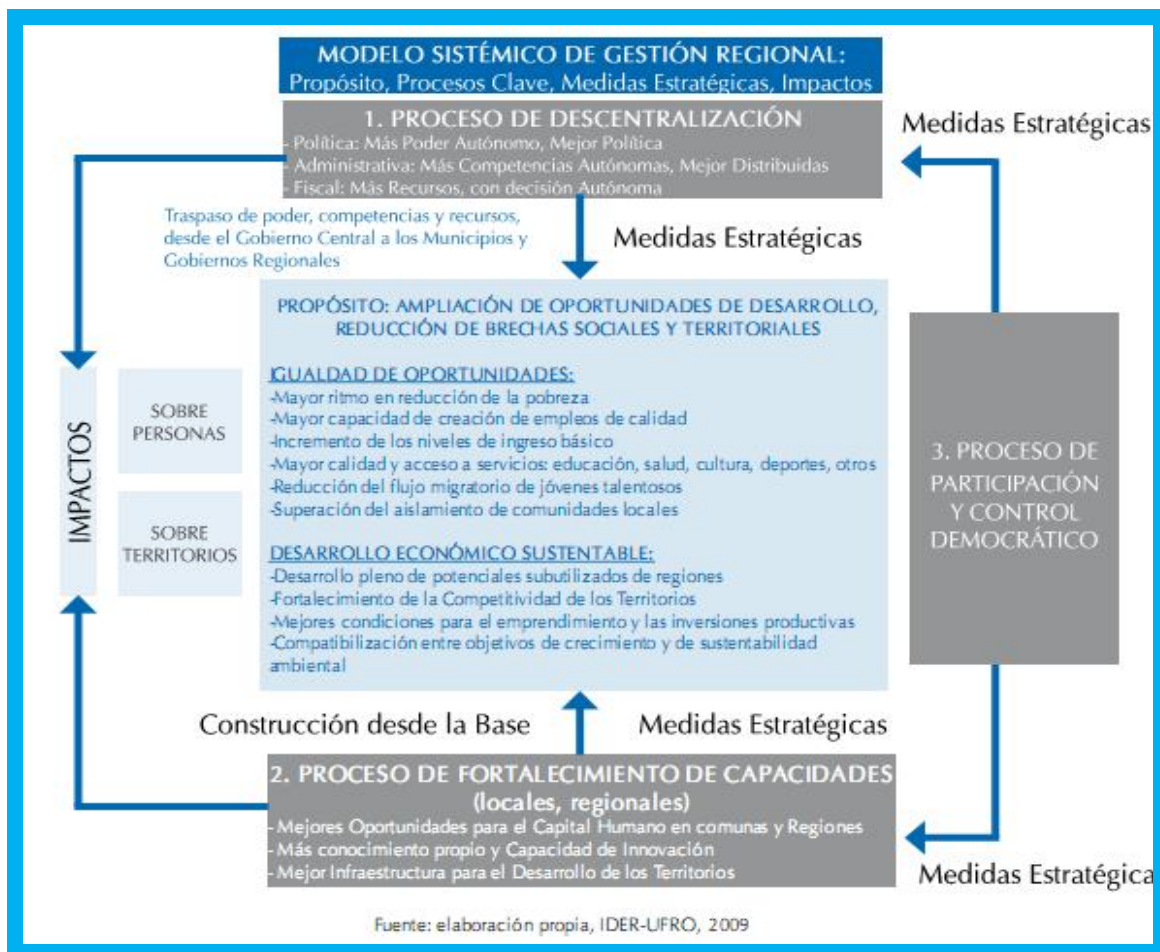 MODELO SISTÉMICO DE GESTIÓN REGIONAL:
Propósito, Procesos Clave, Medidas Estratégicas, Impactos
1. PROCESO DE DESCENTRALIZACIÓN
- Política: Más Poder Autónomo, Mejor Política
- Administrativa: Más Competencias Autónomas, Mejor Distribuidas
- Fiscal: Más Recursos, con decisión Autónoma
Medidas Estratégicas
Traspaso de poder, competencias y recursos,
desde el Gobierno Central a los Municipios y
Gobiernos Regionales
Medidas Estratégicas
PROPÓSITO: AMPLIACIÓN DE OPORTUNIDADES DE DESARROLLO,
REDUCCIÓN DE BRECHAS SOCIALES Y TERRITORIALES
IGUALDAD DE OPORTUNIDADES:
-Mayor ritmo en reducción de la pobreza
-Mayor capacidad de creación de empleos de calidad
-Incremento de los niveles de ingreso básico
-Mayor calidad y acceso a servicios: educación, salud, cultura, deportes, otros
-Reducción del flujo migratorio de jóvenes talentosos
-Superación del aislamiento de comunidades locales
DESARROLLO ECONÓMICO SUSTENTABLE:
-Desarrollo pleno de potenciales subutilizados de regiones
-Fortalecimiento de la Competitividad de los Territorios
-Mejores condiciones para el emprendimiento y las inversiones productivas
-Compatibilización entre objetivos de crecimiento y de sustentabilidad
ambiental
IMPACTOS
SOBRE
PERSONAS
SOBRE
TERRITORIOS
3. PROCESO DE
PARTICIPACIÓN
Y CONTROL
DEMOCRÁTICO
Construcción desde la Base
Medidas Estratégicas
2. PROCESO DE FORTALECIMIENTO DE CAPACIDADES
(locales, regionales)
- Mejores Oportunidades para el Capital Humano en comunas y Regiones
- Más conocimiento propio y Capacidad de Innovación
- Mejor Infraestructura para el Desarrollo de los Territorios
Medidas Estratégica
Fuente: elaboración propia, IDER-UFRO, 2009